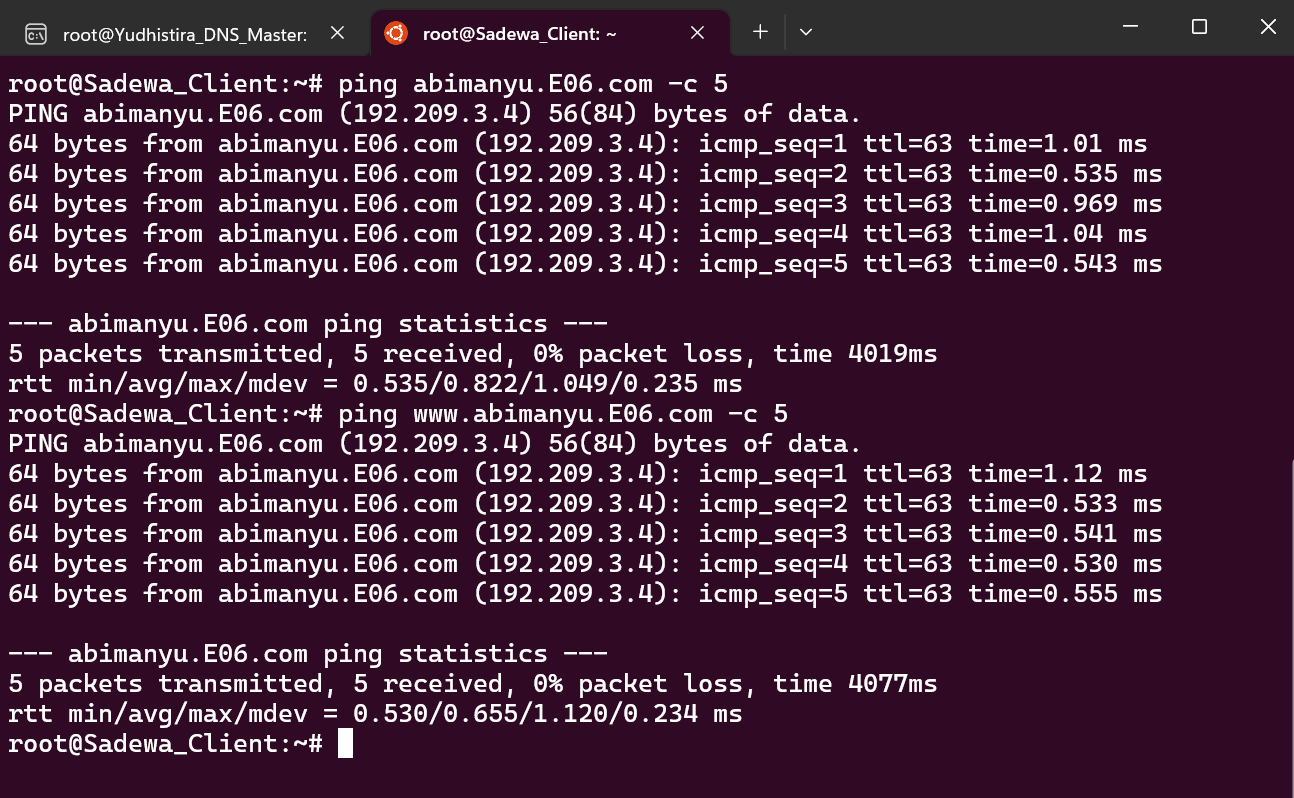 root@Yudhistira_DNS_Master:
root@Sadewa_Client: ~
root@Sadewa_Client:~# ping abimanyu.E06.com -c 5
PING abimanyu.E06.com (192.209.3.4) 56(84) bytes of data.
64 bytes from abimanyu.E06.com (192.209.3.4): icmp_seq=1 ttl=63 time=1.01 ms
64 bytes from abimanyu.E06.com (192.209.3.4): icmp_seq=2 ttl=63 time=0.535 ms
64 bytes from abimanyu.E06.com (192.209.3.4): icmp_seq=3 ttl=63 time=0.969 ms
64 bytes from abimanyu.E06.com (192.209.3.4): icmp_seq=4 ttl=63 time=1.04 ms
64 bytes from abimanyu.E06.com (192.209.3.4): icmp_seq=5 ttl=63 time=0.543 ms
--- abimanyu.E06.com ping statistics ---
5 packets transmitted, 5 received, 0% packet loss, time 4019ms
rtt min/avg/max/mdev = 0.535/0.822/1.049/0.235 ms
root@Sadewa_Client:~# ping www.abimanyu.E06.com -c 5
PING abimanyu.E06.com (192.209.3.4) 56(84) bytes of data.
64 bytes from abimanyu.E06.com (192.209.3.4): icmp_seq=1 ttl=63 time=1.12 ms
64 bytes from abimanyu.E06.com (192.209.3.4): icmp_seq=2 ttl=63 time=0.533 ms
64 bytes from abimanyu.E06.com (192.209.3.4): icmp_seq=3 ttl=63 time=0.541 ms
64 bytes from abimanyu.E06.com (192.209.3.4): icmp_seq=4 ttl=63 time=0.530 ms
64 bytes from abimanyu.E06.com (192.209.3.4): icmp_seq=5 ttl=63 time=0.555 ms
--- abimanyu.E06.com ping statistics ---
5 packets transmitted, 5 received, 0% packet loss, time 4077ms
rtt min/avg/max/mdev = 0.530/0.655/1.120/0.234 ms
root@Sadewa_Client:~#